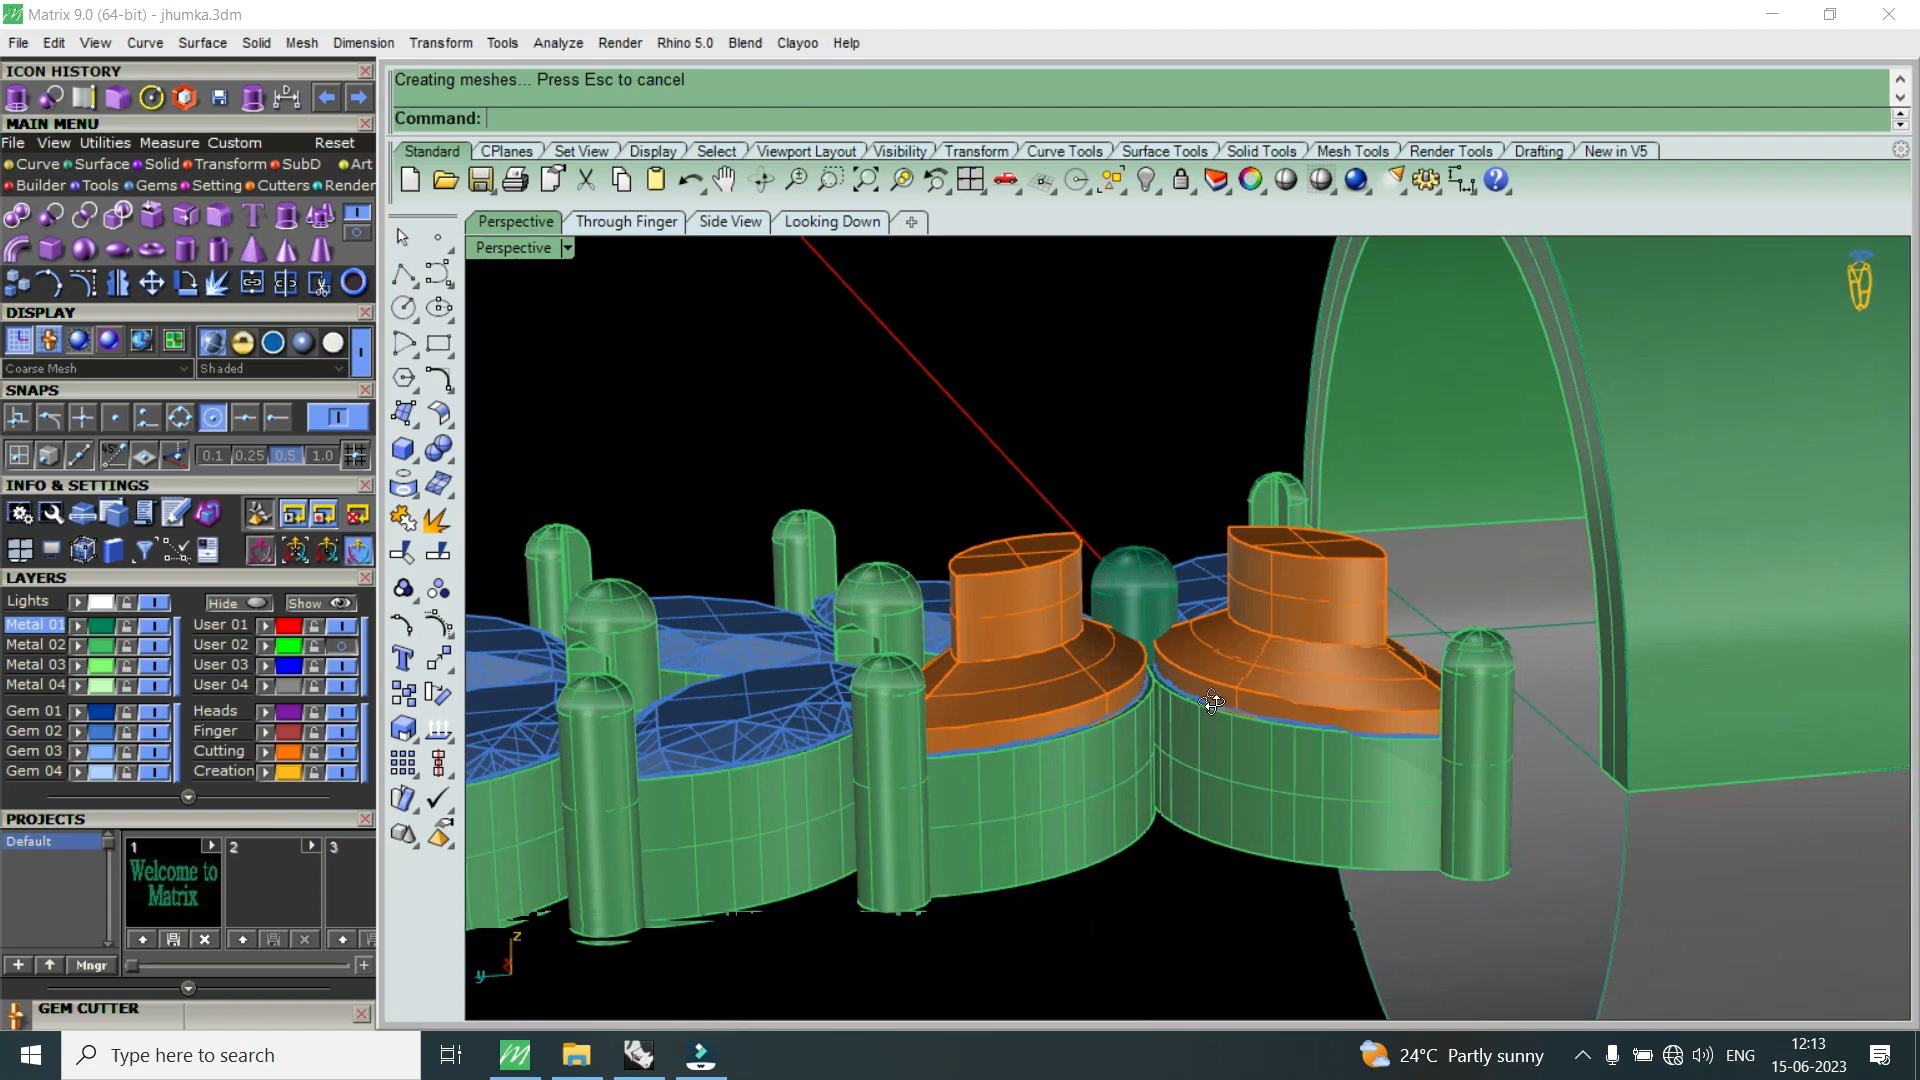 Matrix 9.0 (64-bit) - jhumka.3dm
File Edit View Curve Surface Solid Mesh Dimension Transform Tools Analyze Render Rhino 5.0 Blend Clayoo Help
ICON HISTORY
MAIN MENU
File View Utilities Measure Custom Reset
Curve Surface Solid Transform SubD Art
Builder Tools Gems Setting Cutters Render
DISPLAY
Coarse Mesh Shaded
SNAPS
0.1 0.25 0.5 1.0
INFO & SETTINGS
LAYERS
Lights Hide Show
Metal 01 User 01
Metal 02 User 02
Metal 03 User 03
Metal 04 User 04
Gem 01 Heads
Gem 02 Finger
Gem 03 Cutting
Gem 04 Creation
PROJECTS
Default
1 2 3
Welcome to
Matrix
Mngr
GEM CUTTER
Creating meshes... Press Esc to cancel
Command:
Standard CPlanes Set View Display Select Viewport Layout Visibility Transform Curve Tools Surface Tools Solid Tools Mesh Tools Render Tools Drafting New in V5
Perspective Through Finger Side View Looking Down
Perspective
z
y
x
Type here to search
24°C Partly sunny
ENG
12:13
15-06-2023